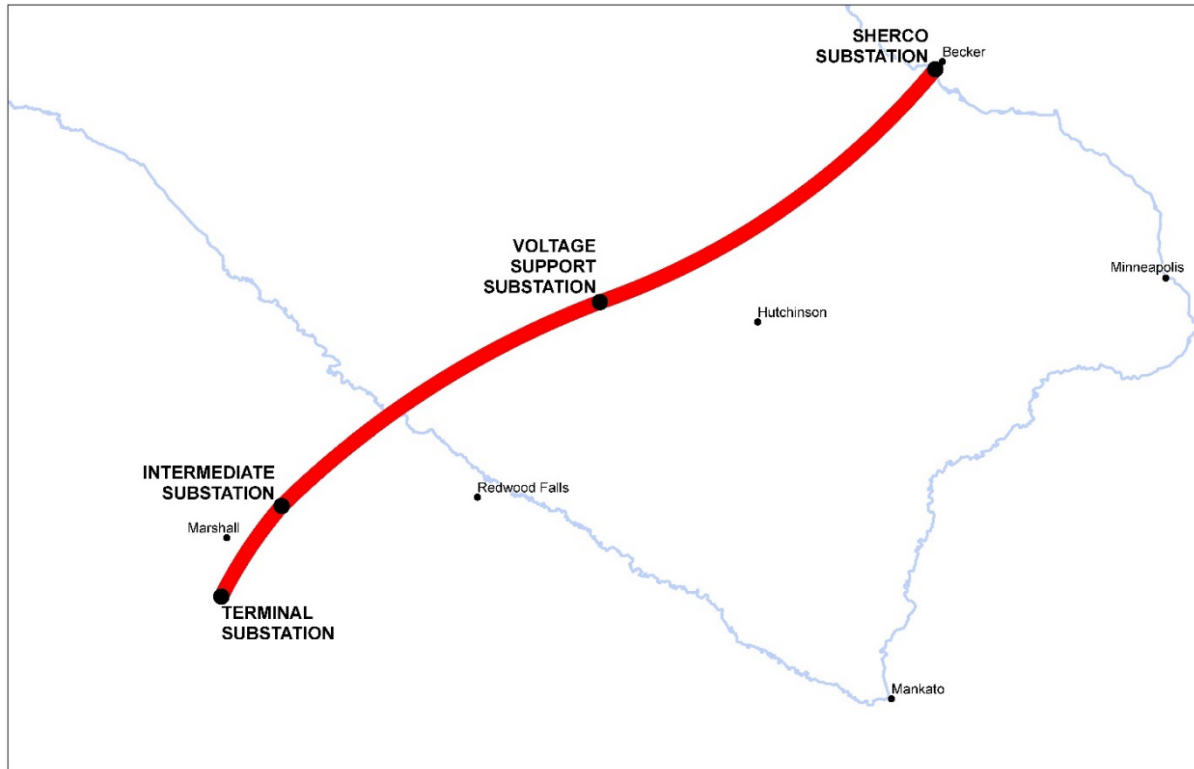 SHERCO
SUBSTATION
Becker
VOLTAGE
SUPPORT
SUBSTATION
Minneapolis
Hutchinson
INTERMEDIATE
SUBSTATION
Redwood Falls
Marshall
TERMINAL
SUBSTATION
Mankato